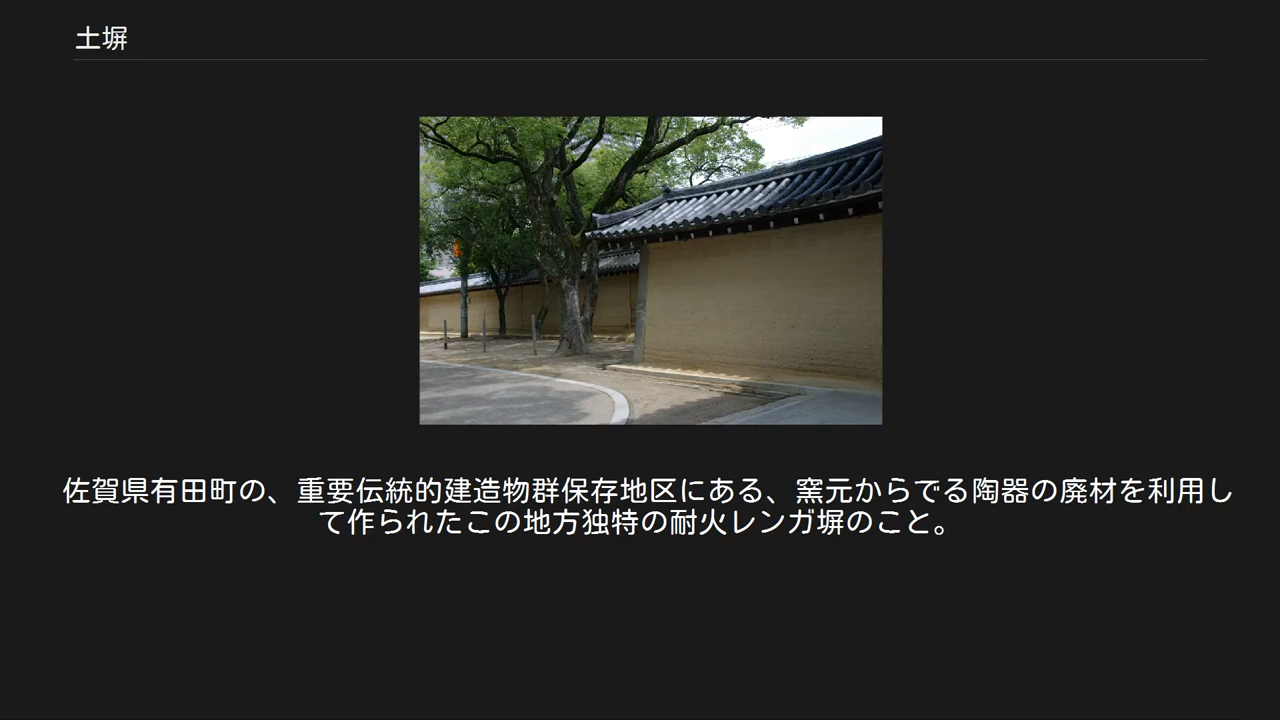 土塀
佐賀県有田町の、重要伝統的建造物群保存地区にある、窯元からでる陶器の廃材を利用し
て作られたこの地方独特の耐火レンガ塀のこと。